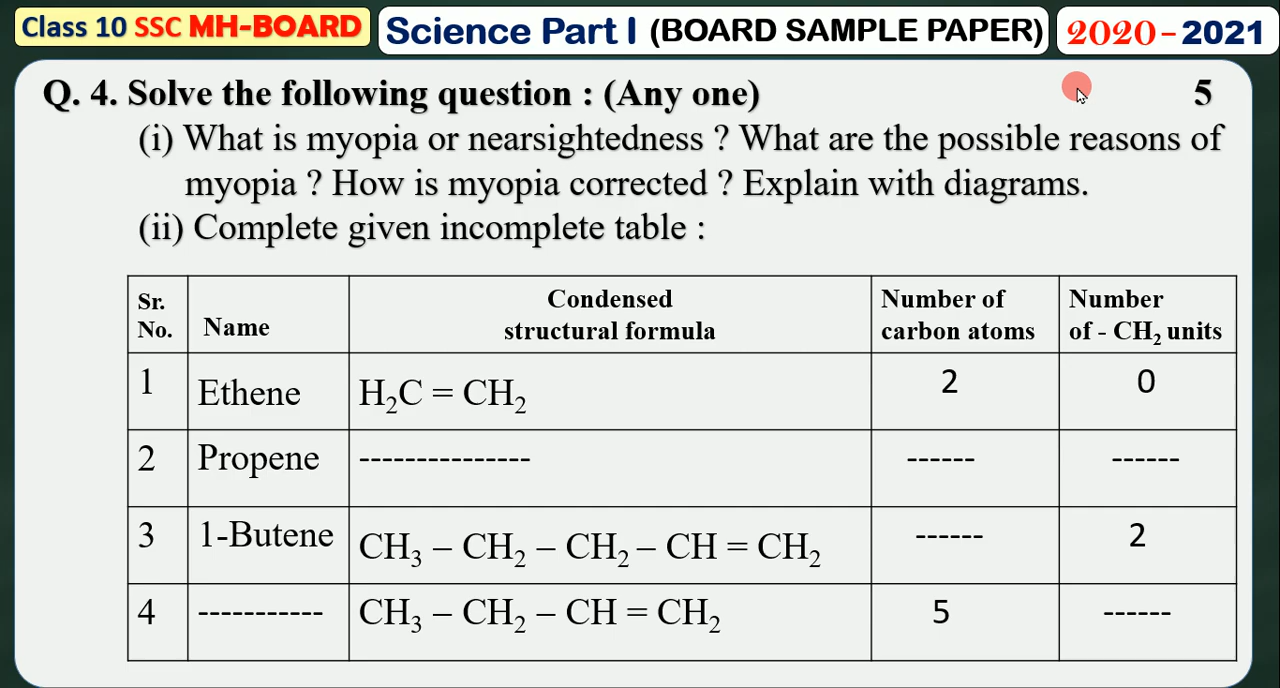 Class 10 SSC MH-BOARD Science Part I (BOARD SAMPLE PAPER) 2020 - 2021
Q. 4. Solve the following question : (Any one) 5
(i) What is myopia or nearsightedness ? What are the possible reasons of
myopia ? How is myopia corrected ? Explain with diagrams.
(ii) Complete given incomplete table :
Sr. No. Name Condensed structural formula Number of carbon atoms Number of - CH₂ units
1 Ethene H₂C = CH₂ 2 0
2 Propene --------------- ------ ------
3 1-Butene CH₃ – CH₂ – CH₂ – CH = CH₂ ------ 2
4 ----------- CH₃ – CH₂ – CH = CH₂ 5 ------